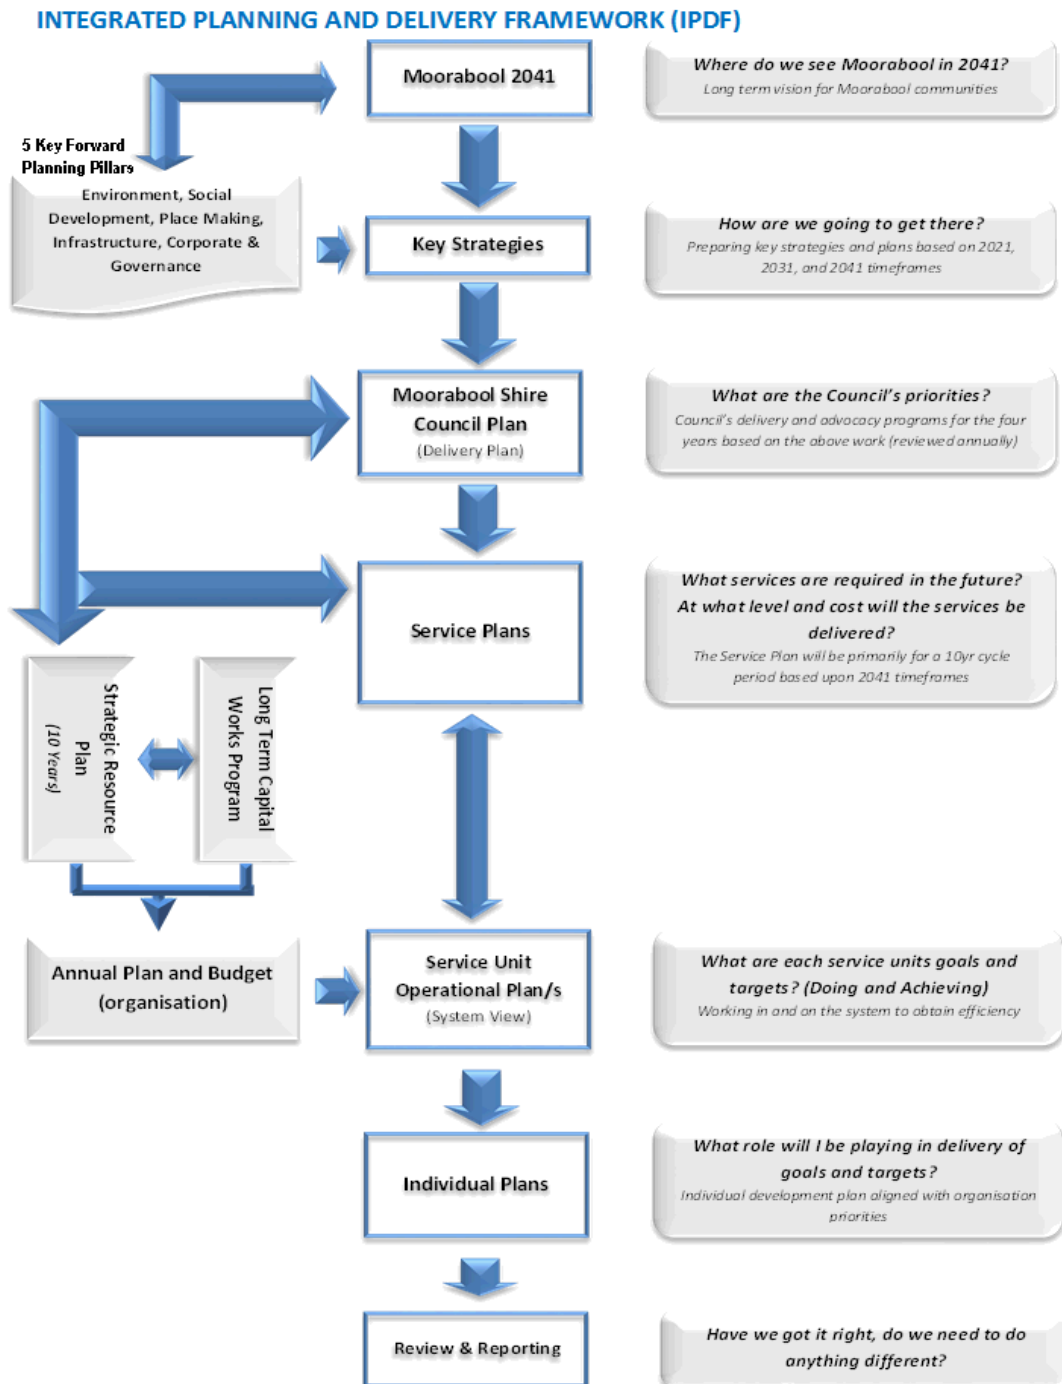 INTEGRATED PLANNING AND DELIVERY FRAMEWORK (IPDF)
Moorabool 2041
Where do we see Moorabool in 2041?
Long term vision for Moorabool communities
5 Key Forward
Planning Pillars
Environment, Social
Development, Place Making,
Infrastructure, Corporate &
Governance
Key Strategies
How are we going to get there?
Preparing key strategies and plans based on 2021,
2031, and 2041 timeframes
Moorabool Shire
Council Plan
(Delivery Plan)
What are the Council's priorities?
Council's delivery and advocacy programs for the four
years based on the above work (reviewed annually)
Service Plans
What services are required in the future?
At what level and cost will the services be
delivered?
The Service Plan will be primarily for a 10yr cycle
period based upon 2041 timeframes
Strategic Resource
Plan
(10 Years)
Long Term Capital
Works Program
Annual Plan and Budget
(organisation)
Service Unit
Operational Plan/s
(System View)
What are each service units goals and
targets? (Doing and Achieving)
Working in and on the system to obtain efficiency
Individual Plans
What role will I be playing in delivery of
goals and targets?
Individual development plan aligned with organisation
priorities
Review & Reporting
Have we got it right, do we need to do
anything different?